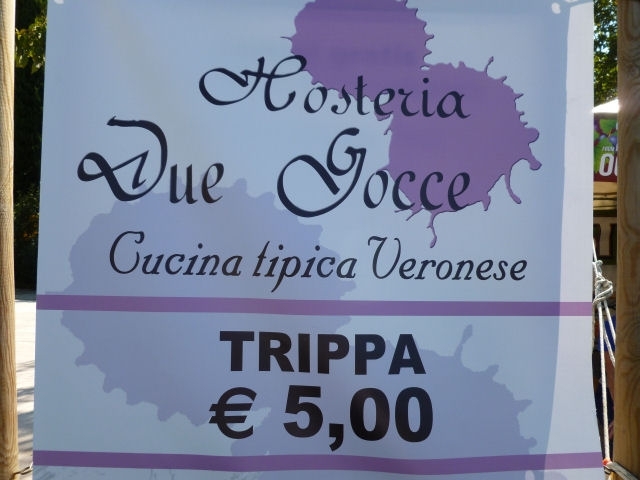 Hosteria
Due Gocce
Cucina tipica Veronese
TRIPPA
€ 5,00